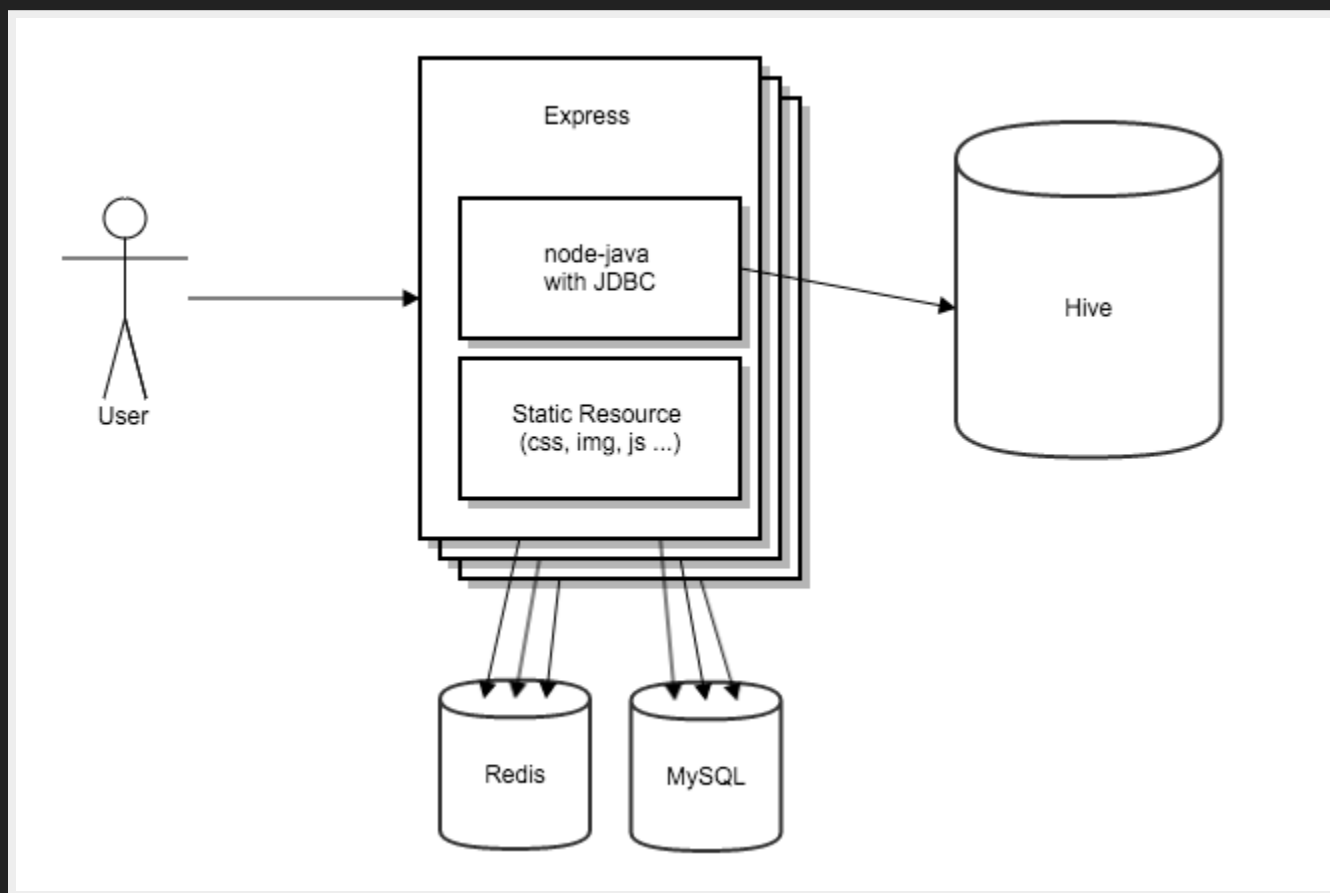 Express
node-java
with JDBC
Hive
User
Static Resource
(css, img, js ...)
Redis
MySQL